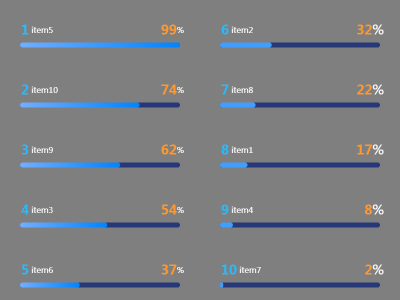 1 item5 99%
2 item10 74%
3 item9 62%
4 item3 54%
5 item6 37%
6 item2 32%
7 item8 22%
8 item1 17%
9 item4 8%
10 item7 2%